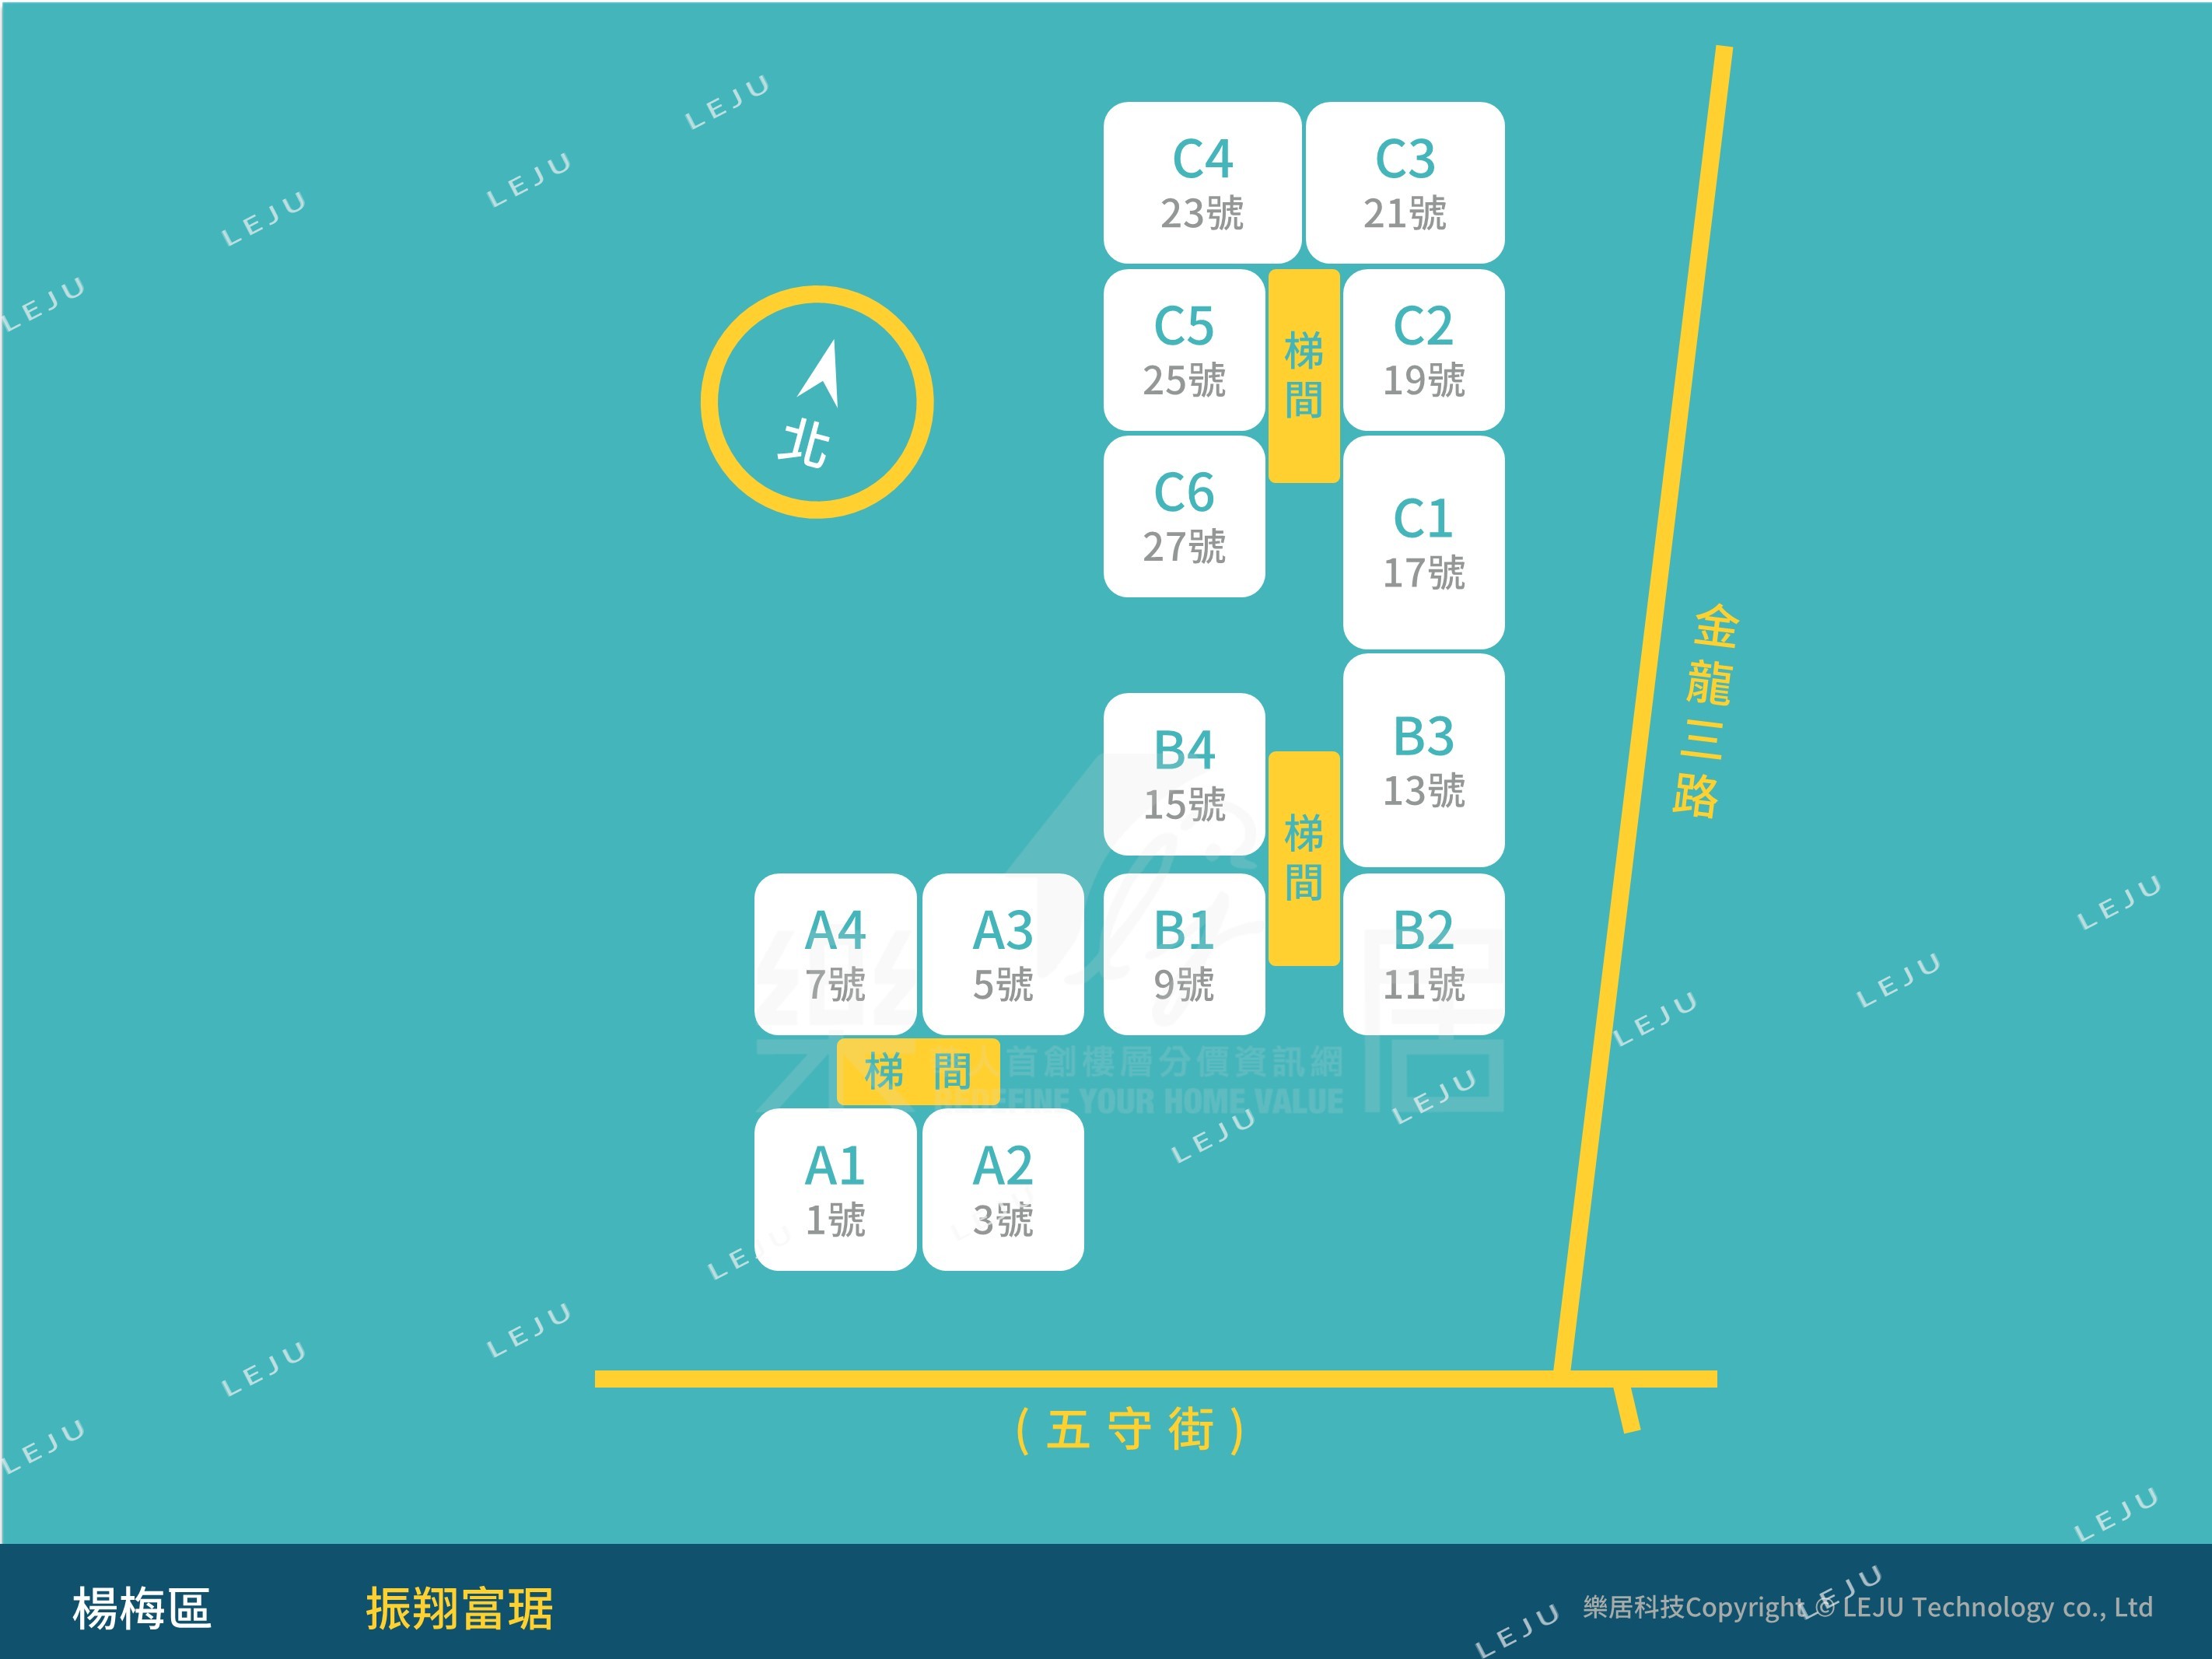 LEJU
LEJU
LEJU
LEJU
C4
23號
C3
21號
C5
25號
梯間
C2
19號
C6
27號
C1
17號
北
金龍三路
B4
15號
梯間
B3
13號
A4
7號
A3
5號
B1
9號
B2
11號
LEJU
LEJU
LEJU
LEJU
LEJU
樂居
梯 間
首創樓層分價資訊網
YOUR HOME VALUE
A1
1號
A2
3號
LEJU
LEJU
LEJU
LEJU
LEJU
(五守街)
LEJU
楊梅區
振翔富琚
LEJU
LEJU
樂居科技Copyright © LEJU Technology co., Ltd